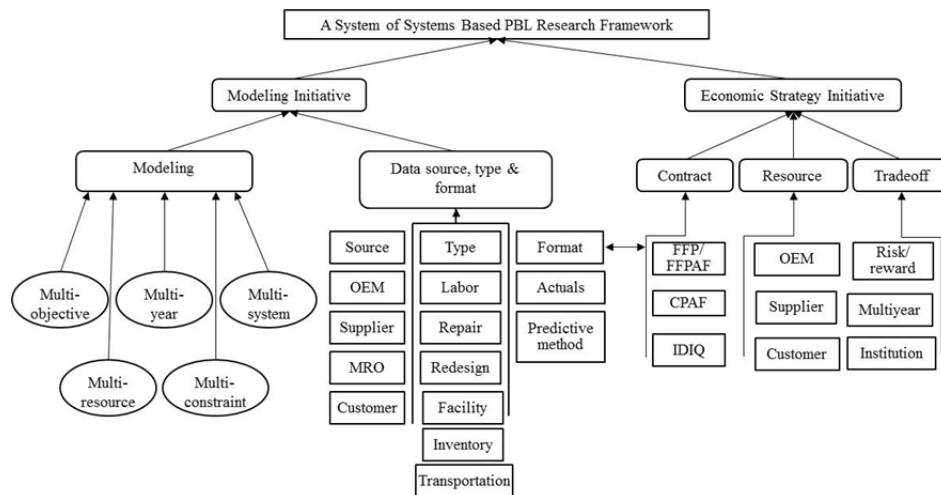 A System of Systems Based PBL Research Framework
Modeling Initiative
Economic Strategy Initiative
Modeling
Data source, type &
format
Contract
Resource
Tradeoff
Multi-
objective
Multi-
year
Multi-
system
Multi-
resource
Multi-
constraint
Source
OEM
Supplier
MRO
Customer
Type
Labor
Repair
Redesign
Facility
Inventory
Transportation
Format
Actuals
Predictive
method
FFP/
FFPAF
CPAF
IDIQ
OEM
Supplier
Customer
Risk/
reward
Multiyear
Institution